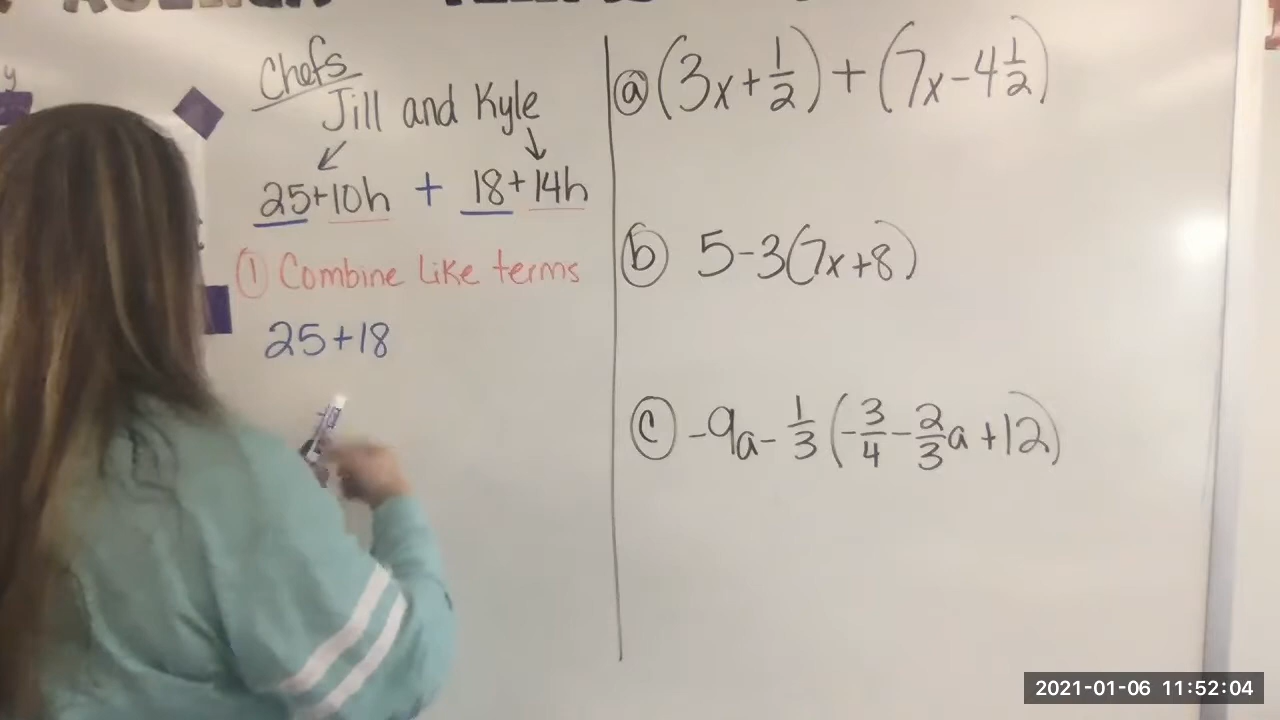 y
Chefs
Jill and Kyle
25+10h + 18+14h
① Combine like terms
25+18
ⓐ (3x+1/2) + (7x-4 1/2)
ⓑ 5-3(7x+8)
ⓒ -9a-1/3(-3/4-2/3a+12)
2021-01-06 11:52:04